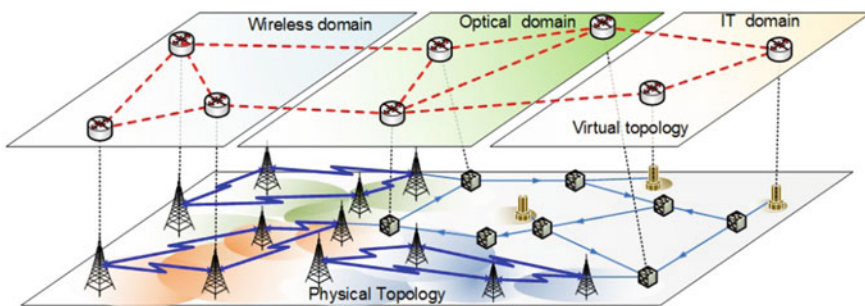 Wireless domain
Optical domain
IT domain
Virtual topology
Physical Topology